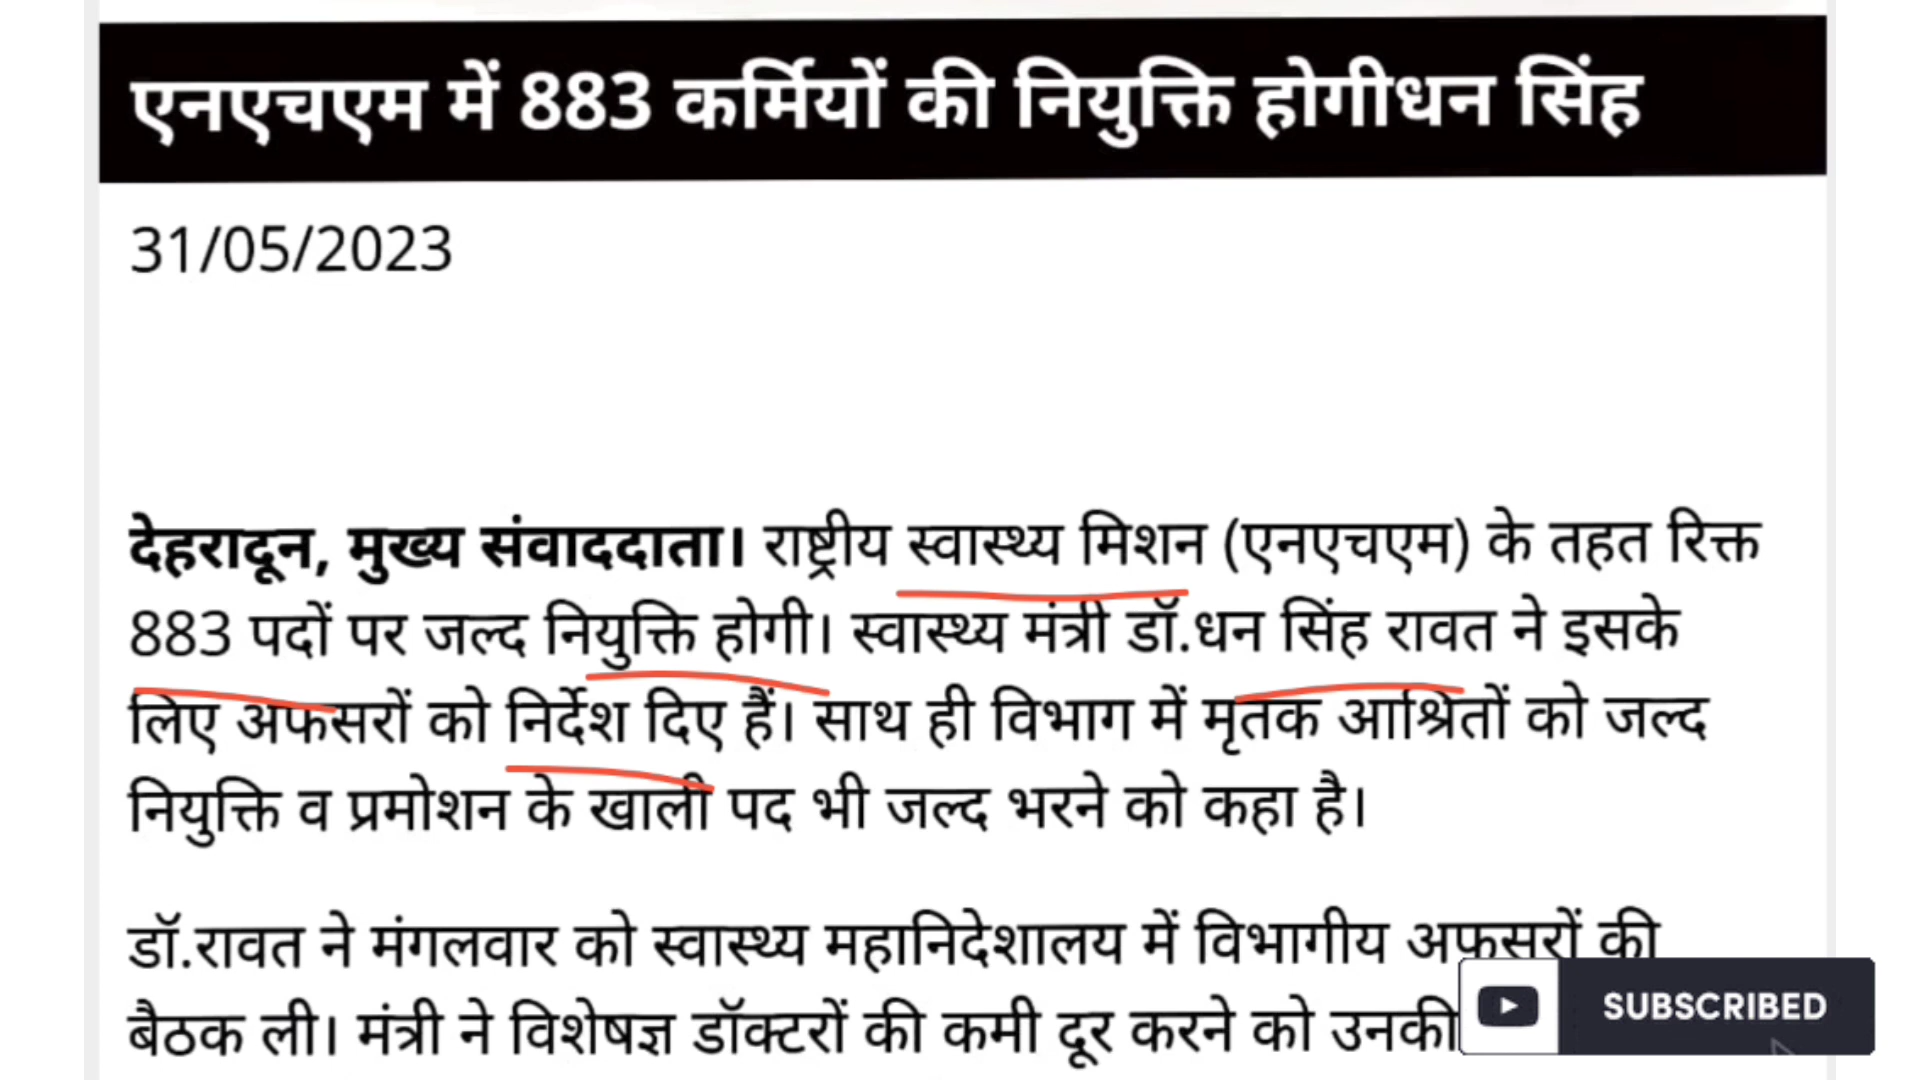 एनएचएम में 883 कर्मियों की नियुक्ति होगीधन सिंह
31/05/2023
देहरादून, मुख्य संवाददाता। राष्ट्रीय स्वास्थ्य मिशन (एनएचएम) के तहत रिक्त
883 पदों पर जल्द नियुक्ति होगी। स्वास्थ्य मंत्री डॉ.धन सिंह रावत ने इसके
लिए अफसरों को निर्देश दिए हैं। साथ ही विभाग में मृतक आश्रितों को जल्द
नियुक्ति व प्रमोशन के खाली पद भी जल्द भरने को कहा है।
डॉ.रावत ने मंगलवार को स्वास्थ्य महानिदेशालय में विभागीय अफसरों की
बैठक ली। मंत्री ने विशेषज्ञ डॉक्टरों की कमी दूर करने को उनकी
SUBSCRIBED